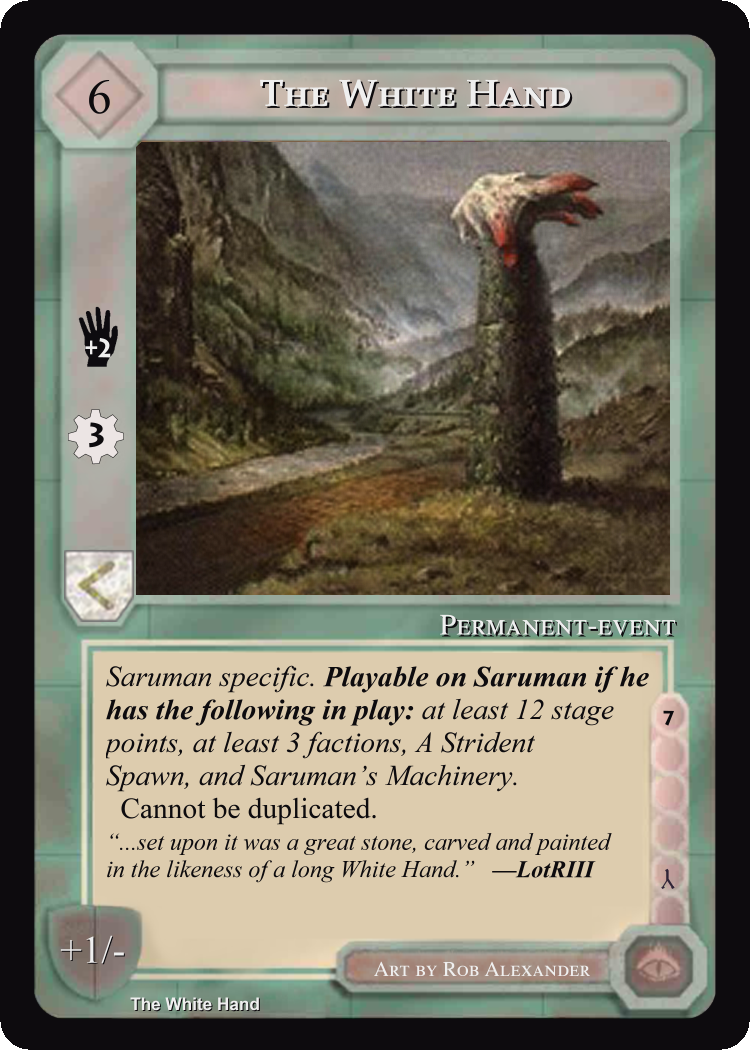 6
The White Hand
+2
3
Permanent-event
Saruman specific. Playable on Saruman if he
has the following in play: at least 12 stage
points, at least 3 factions, A Strident
Spawn, and Saruman’s Machinery.
Cannot be duplicated.
“...set upon it was a great stone, carved and painted
in the likeness of a long White Hand.” —LotRIII
7
+1/-
Art by Rob Alexander
The White Hand